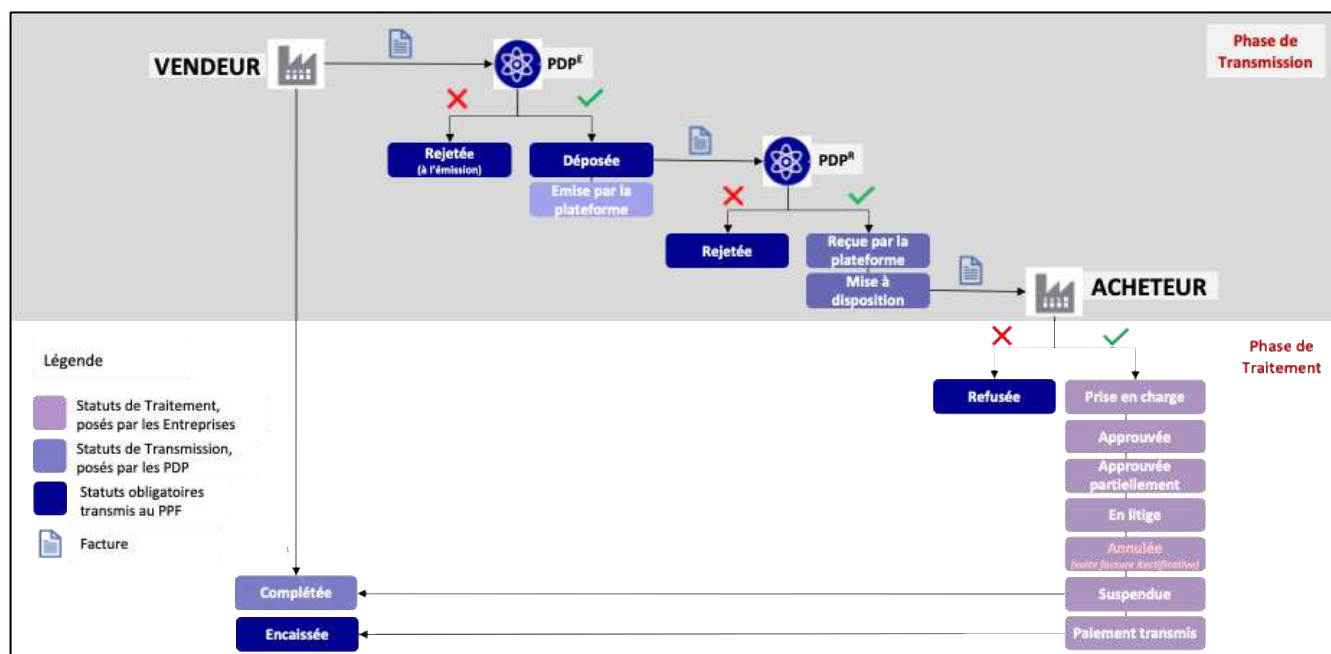 Phase de
Transmission
VENDEUR
PDPE
Rejetée
(à l'émission)
Déposée
PDPR
Emise par la
plateforme
Rejetée
Reçue par la
plateforme
Mise à
disposition
ACHETEUR
Phase de
Traitement
Légende
Statuts de Traitement,
posés par les Entreprises
Statuts de Transmission,
posés par les PDP
Statuts obligatoires
transmis au PPF
Facture
Refusée
Prise en charge
Approuvée
Approuvée
partiellement
En litige
Annulée
(suite facture Rectificative)
Complétée
Suspendue
Encaissée
Paiement transmis